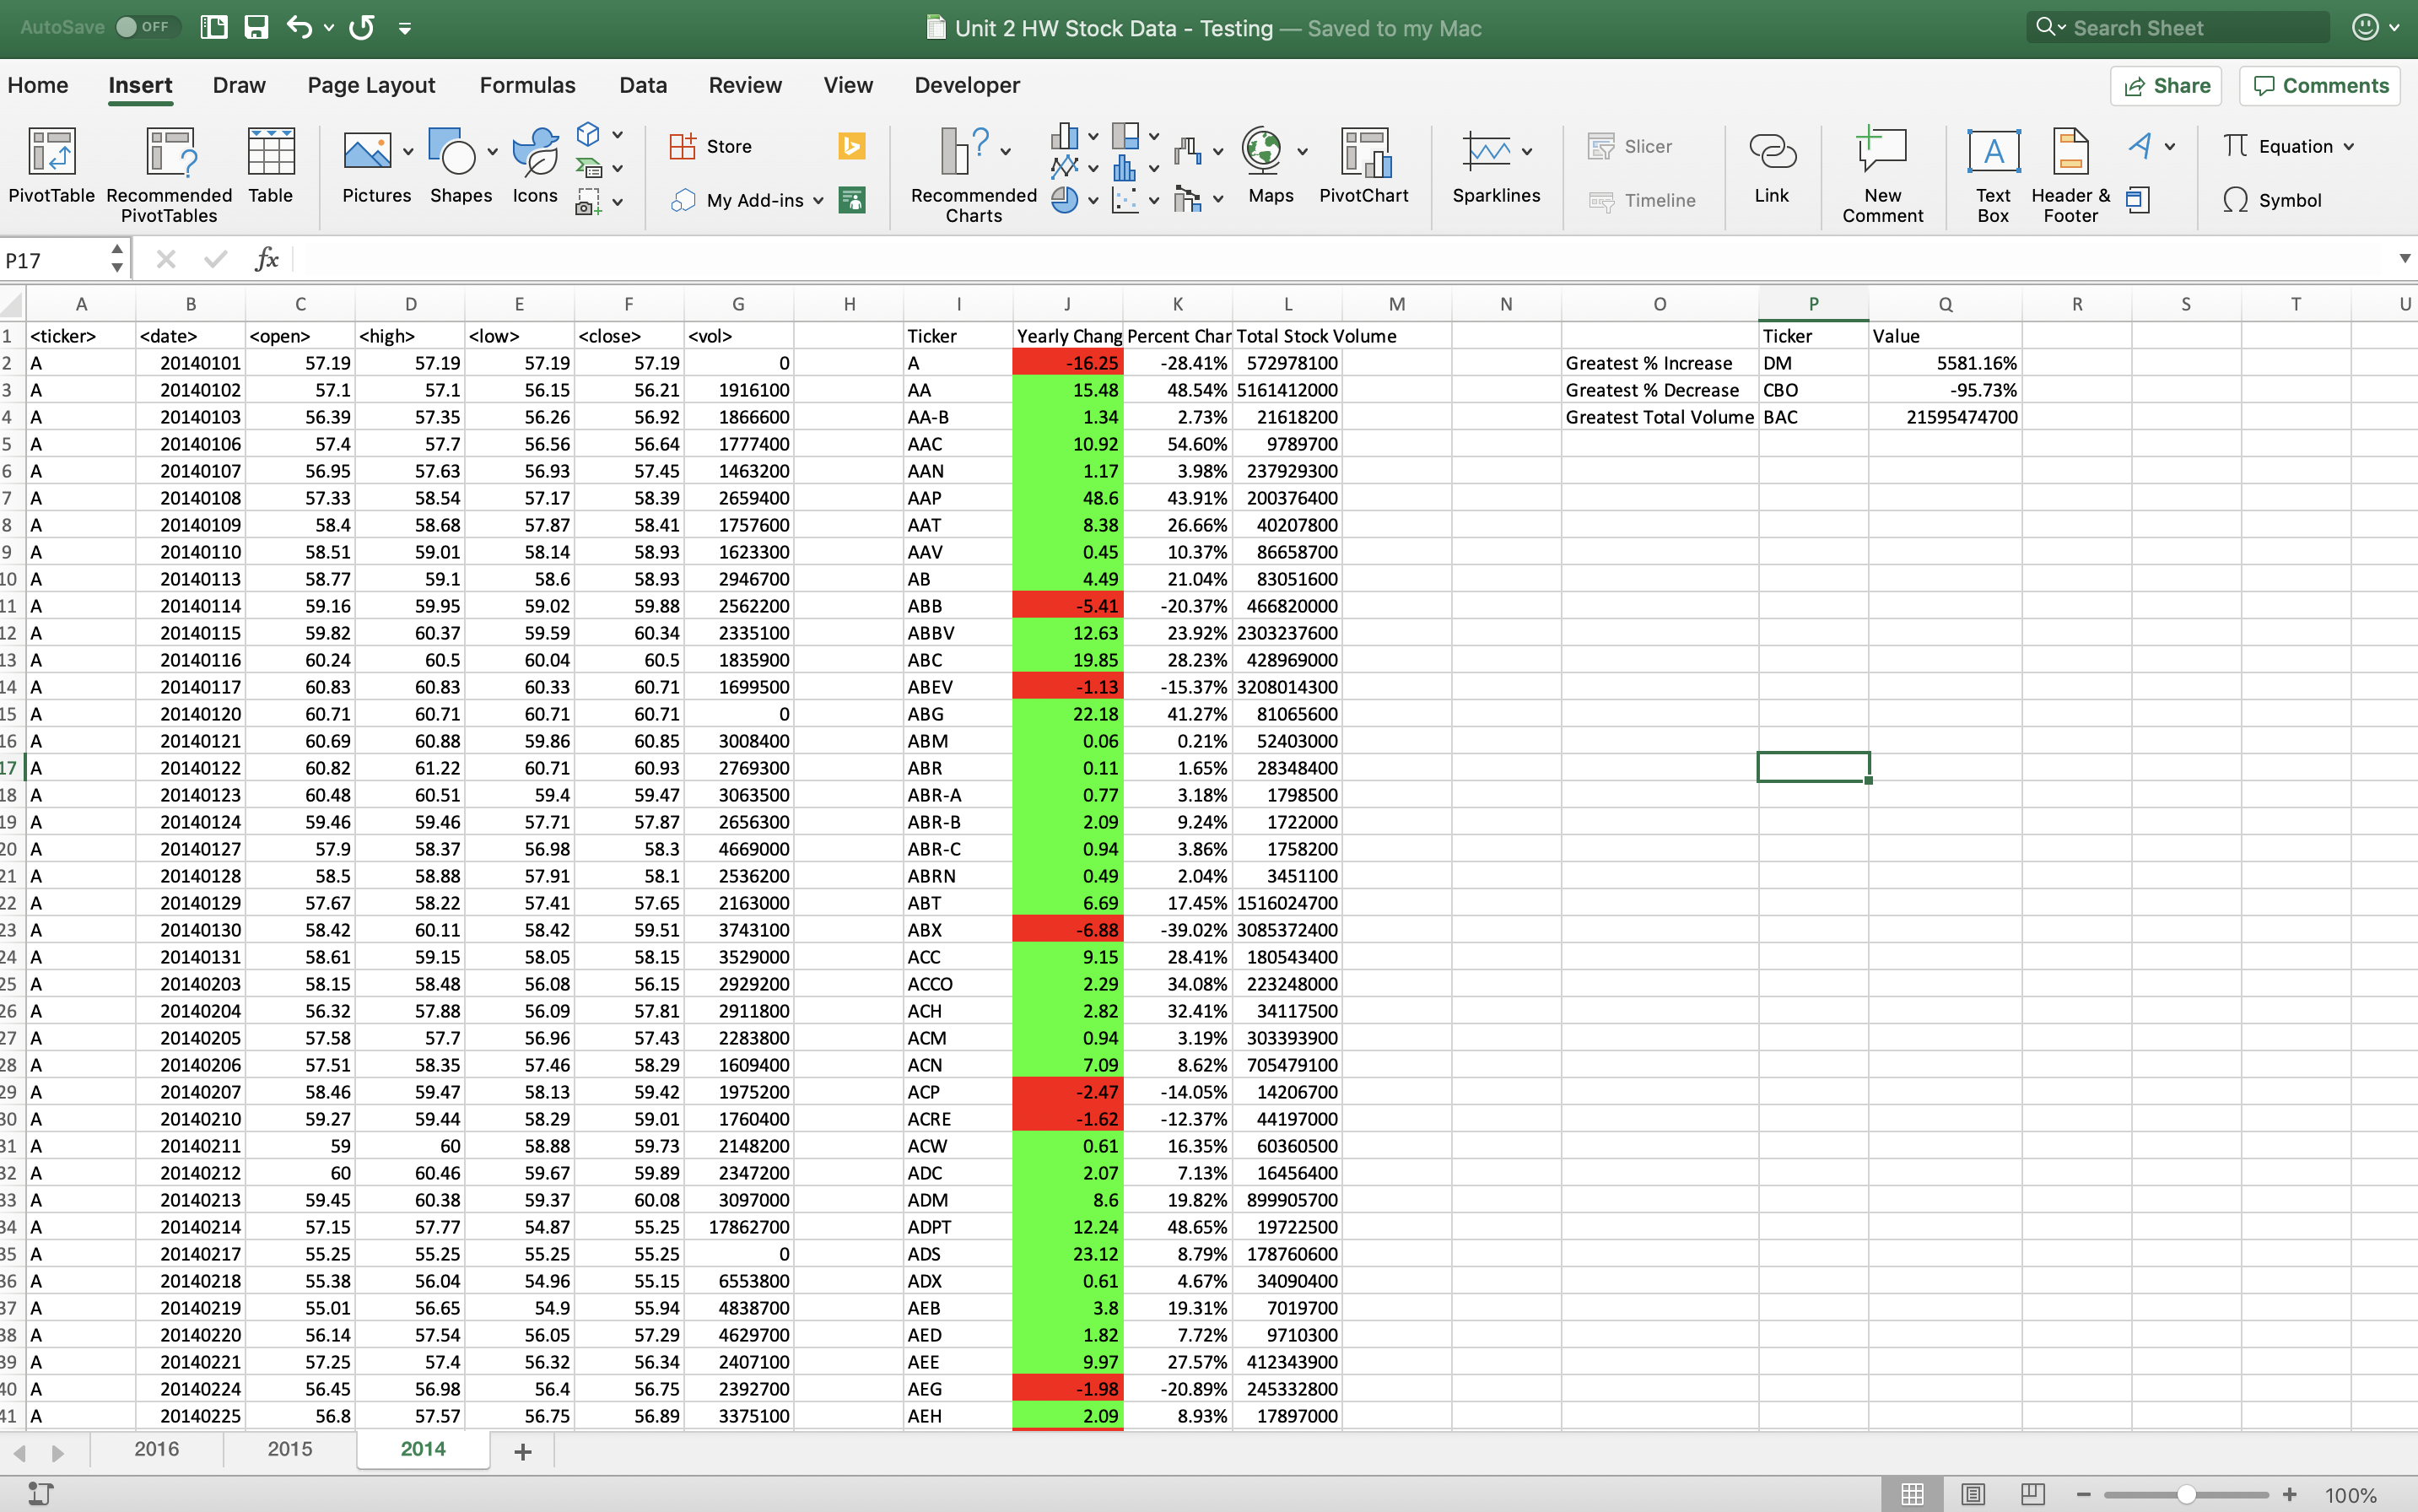 AutoSave OFF Unit 2 HW Stock Data - Testing — Saved to my Mac Search Sheet
Home Insert Draw Page Layout Formulas Data Review View Developer Share Comments
PivotTable Recommended PivotTables Table Pictures Shapes Icons Store My Add-ins Recommended Charts Maps PivotChart Sparklines Slicer Timeline Link New Comment Text Box Header & Footer Equation Symbol
P17 fx
A B C D E F G H I J K L M N O P Q R S T U
1 <ticker> <date> <open> <high> <low> <close> <vol> Ticker Yearly Chang Percent Char Total Stock Volume Ticker Value
2 A 20140101 57.19 57.19 57.19 57.19 0 A -16.25 -28.41% 572978100 Greatest % Increase DM 5581.16%
3 A 20140102 57.1 57.1 56.15 56.21 1916100 AA 15.48 48.54% 5161412000 Greatest % Decrease CBO -95.73%
4 A 20140103 56.39 57.35 56.26 56.92 1866600 AA-B 1.34 2.73% 21618200 Greatest Total Volume BAC 21595474700
5 A 20140106 57.4 57.7 56.56 56.64 1777400 AAC 10.92 54.60% 9789700
6 A 20140107 56.95 57.63 56.93 57.45 1463200 AAN 1.17 3.98% 237929300
7 A 20140108 57.33 58.54 57.17 58.39 2659400 AAP 48.6 43.91% 200376400
8 A 20140109 58.4 58.68 57.87 58.41 1757600 AAT 8.38 26.66% 40207800
9 A 20140110 58.51 59.01 58.14 58.93 1623300 AAV 0.45 10.37% 86658700
10 A 20140113 58.77 59.1 58.6 58.93 2946700 AB 4.49 21.04% 83051600
11 A 20140114 59.16 59.95 59.02 59.88 2562200 ABB -5.41 -20.37% 466820000
12 A 20140115 59.82 60.37 59.59 60.34 2335100 ABBV 12.63 23.92% 2303237600
13 A 20140116 60.24 60.5 60.04 60.5 1835900 ABC 19.85 28.23% 428969000
14 A 20140117 60.83 60.83 60.33 60.71 1699500 ABEV -1.13 -15.37% 3208014300
15 A 20140120 60.71 60.71 60.71 60.71 0 ABG 22.18 41.27% 81065600
16 A 20140121 60.69 60.88 59.86 60.85 3008400 ABM 0.06 0.21% 52403000
17 A 20140122 60.82 61.22 60.71 60.93 2769300 ABR 0.11 1.65% 28348400
18 A 20140123 60.48 60.51 59.4 59.47 3063500 ABR-A 0.77 3.18% 1798500
19 A 20140124 59.46 59.46 57.71 57.87 2656300 ABR-B 2.09 9.24% 1722000
20 A 20140127 57.9 58.37 56.98 58.3 4669000 ABR-C 0.94 3.86% 1758200
21 A 20140128 58.5 58.88 57.91 58.1 2536200 ABRN 0.49 2.04% 3451100
22 A 20140129 57.67 58.22 57.41 57.65 2163000 ABT 6.69 17.45% 1516024700
23 A 20140130 58.42 60.11 58.42 59.51 3743100 ABX -6.88 -39.02% 3085372400
24 A 20140131 58.61 59.15 58.05 58.15 3529000 ACC 9.15 28.41% 180543400
25 A 20140203 58.15 58.48 56.08 56.15 2929200 ACCO 2.29 34.08% 223248000
26 A 20140204 56.32 57.88 56.09 57.81 2911800 ACH 2.82 32.41% 34117500
27 A 20140205 57.58 57.7 56.96 57.43 2283800 ACM 0.94 3.19% 303393900
28 A 20140206 57.51 58.35 57.46 58.29 1609400 ACN 7.09 8.62% 705479100
29 A 20140207 58.46 59.47 58.13 59.42 1975200 ACP -2.47 -14.05% 14206700
30 A 20140210 59.27 59.44 58.29 59.01 1760400 ACRE -1.62 -12.37% 44197000
31 A 20140211 59 60 58.88 59.73 2148200 ACW 0.61 16.35% 60360500
32 A 20140212 60 60.46 59.67 59.89 2347200 ADC 2.07 7.13% 16456400
33 A 20140213 59.45 60.38 59.37 60.08 3097000 ADM 8.6 19.82% 899905700
34 A 20140214 57.15 57.77 54.87 55.25 17862700 ADPT 12.24 48.65% 19722500
35 A 20140217 55.25 55.25 55.25 55.25 0 ADS 23.12 8.79% 178760600
36 A 20140218 55.38 56.04 54.96 55.15 6553800 ADX 0.61 4.67% 34090400
37 A 20140219 55.01 56.65 54.9 55.94 4838700 AEB 3.8 19.31% 7019700
38 A 20140220 56.14 57.54 56.05 57.29 4629700 AED 1.82 7.72% 9710300
39 A 20140221 57.25 57.4 56.32 56.34 2407100 AEE 9.97 27.57% 412343900
40 A 20140224 56.45 56.98 56.4 56.75 2392700 AEG -1.98 -20.89% 245332800
41 A 20140225 56.8 57.57 56.75 56.89 3375100 AEH 2.09 8.93% 17897000
2016 2015 2014
100%